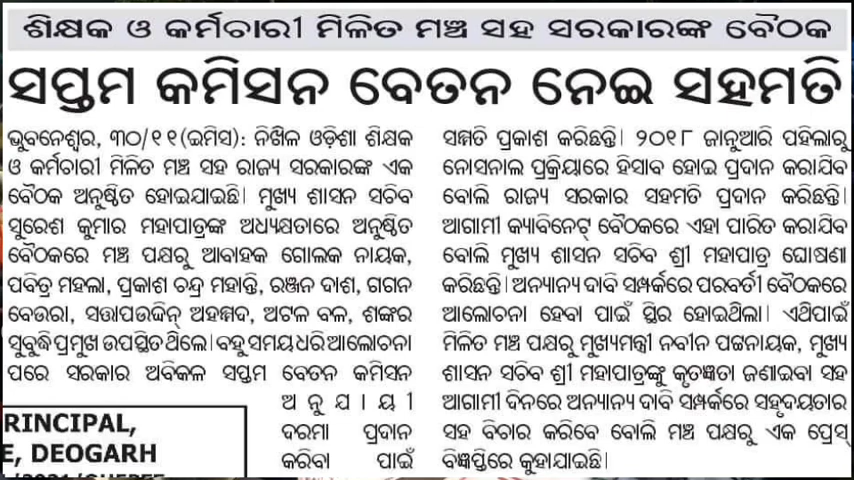 ଶିକ୍ଷକ ଓ କର୍ମଚାରୀ ମିଳିତ ମଞ୍ଚ ସହ ସରକାରଙ୍କ ବୈଠକ
ସପ୍ତମ କମିସନ ବେତନ ନେଇ ସହମତି
ଭୁବନେଶ୍ୱର, ୩୦/୧୧(ଇମିସ): ନିଖିଳ ଓଡ଼ିଶା ଶିକ୍ଷକ
ଓ କର୍ମଚାରୀ ମିଳିତ ମଞ୍ଚ ସହ ରାଜ୍ୟ ସରକାରଙ୍କ ଏକ
ବୈଠକ ଅନୁଷ୍ଠିତ ହୋଇଯାଇଛି। ମୁଖ୍ୟ ଶାସନ ସଚିବ
ସୁରେଶ କୁମାର ମହାପାତ୍ରଙ୍କ ଅଧ୍ୟକ୍ଷତାରେ ଅନୁଷ୍ଠିତ
ବୈଠକରେ ମଞ୍ଚ ପକ୍ଷରୁ ଆବାହକ ଗୋଲକ ନାୟକ,
ପବିତ୍ର ମହଲା, ପ୍ରକାଶ ଚନ୍ଦ୍ର ମହାନ୍ତି, ରଞ୍ଜନ ଦାଶ, ଗଗନ
ବେଉରା, ସତ୍ତାପଉଦ୍ଦିନ୍ ଅହମ୍ମଦ, ଅଟଳ ବଳ, ଶଙ୍କର
ସୁବୁଦ୍ଧି ପ୍ରମୁଖ ଉପସ୍ଥିତ ଥିଲେ। ବହୁ ସମୟ ଧରି ଆଲୋଚନା
ପରେ ସରକାର ଅବିକଳ ସପ୍ତମ ବେତନ କମିସନ
ଅନୁଯାୟୀ
ଦରମା ପ୍ରଦାନ
କରିବା ପାଇଁ
RINCIPAL,
E, DEOGARH
ସମ୍ମତି ପ୍ରକାଶ କରିଛନ୍ତି। ୨୦୧୮ ଜାନୁଆରି ପହିଲାରୁ
ନୋସନାଲ ପ୍ରକ୍ରିୟାରେ ହିସାବ ହୋଇ ପ୍ରଦାନ କରାଯିବ
ବୋଲି ରାଜ୍ୟ ସରକାର ସହମତି ପ୍ରଦାନ କରିଛନ୍ତି।
ଆଗାମୀ କ୍ୟାବିନେଟ୍ ବୈଠକରେ ଏହା ପାରିତ କରାଯିବ
ବୋଲି ମୁଖ୍ୟ ଶାସନ ସଚିବ ଶ୍ରୀ ମହାପାତ୍ର ଘୋଷଣା
କରିଛନ୍ତି। ଅନ୍ୟାନ୍ୟ ଦାବି ସମ୍ପର୍କରେ ପରବର୍ତୀ ବୈଠକରେ
ଆଲୋଚନା ହେବା ପାଇଁ ସ୍ଥିର ହୋଇଥିଲା। ଏଥିପାଇଁ
ମିଳିତ ମଞ୍ଚ ପକ୍ଷରୁ ମୁଖ୍ୟମନ୍ତ୍ରୀ ନବୀନ ପଟ୍ଟନାୟକ, ମୁଖ୍ୟ
ଶାସନ ସଚିବ ଶ୍ରୀ ମହାପାତ୍ରଙ୍କୁ କୃତଜ୍ଞତା ଜଣାଇବା ସହ
ଆଗାମୀ ଦିନରେ ଅନ୍ୟାନ୍ୟ ଦାବି ସମ୍ପର୍କରେ ସହୃଦୟତାର
ସହ ବିଚାର କରିବେ ବୋଲି ମଞ୍ଚ ପକ୍ଷରୁ ଏକ ପ୍ରେସ୍
ବିଜ୍ଞପ୍ତିରେ କୁହାଯାଇଛି।